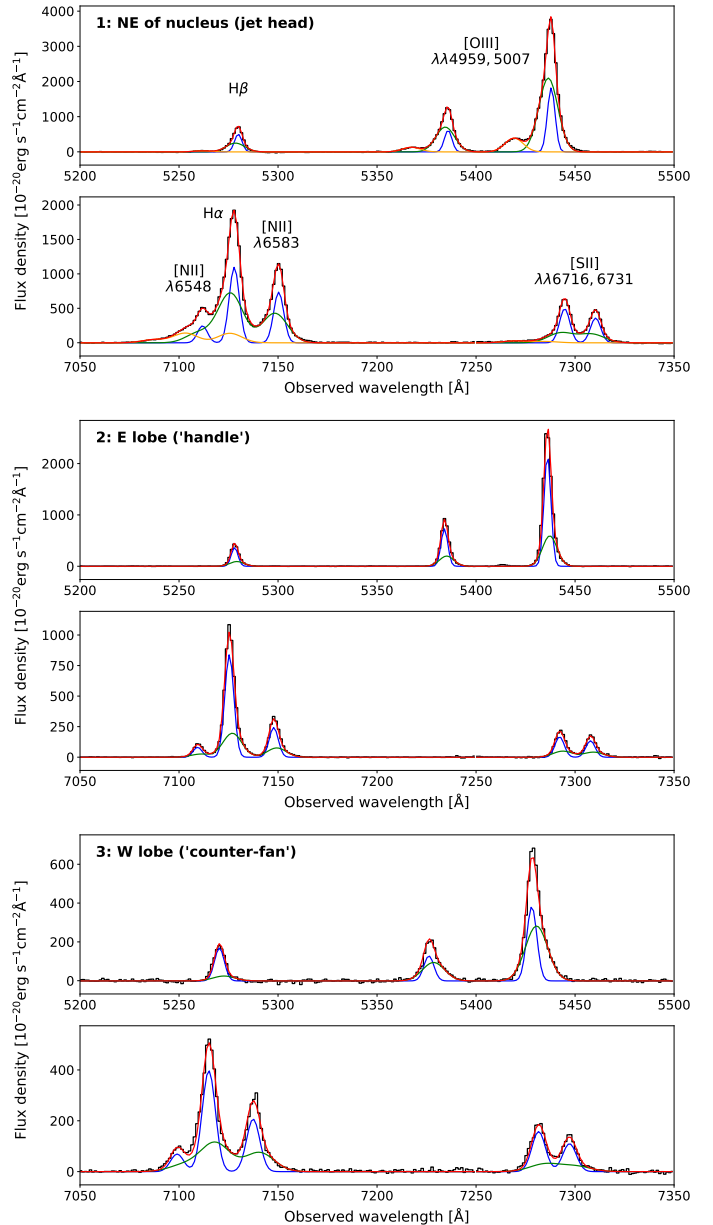 1: NE of nucleus (jet head)
[OIII]
λλ4959, 5007
Hβ
4000
3000
2000
1000
0
5200 5250 5300 5350 5400 5450 5500
Hα
[NII]
λ6583
[NII]
λ6548
[SII]
λλ6716, 6731
2000
1500
1000
500
0
7050 7100 7150 7200 7250 7300 7350
Flux density [10⁻²⁰erg s⁻¹cm⁻²Å⁻¹]
Observed wavelength [Å]
2: E lobe ('handle')
2000
1000
0
5200 5250 5300 5350 5400 5450 5500
1000
750
500
250
0
7050 7100 7150 7200 7250 7300 7350
Flux density [10⁻²⁰erg s⁻¹cm⁻²Å⁻¹]
Observed wavelength [Å]
3: W lobe ('counter-fan')
600
400
200
0
5200 5250 5300 5350 5400 5450 5500
400
200
0
7050 7100 7150 7200 7250 7300 7350
Flux density [10⁻²⁰erg s⁻¹cm⁻²Å⁻¹]
Observed wavelength [Å]